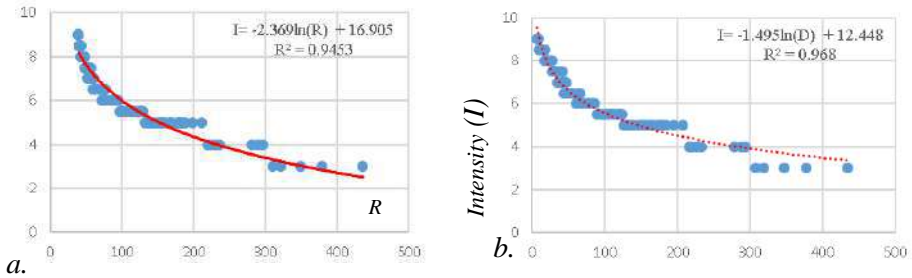 10
8
6
4
2
0
0 100 200 300 400 500
I= -2.369ln(R) + 16.905
R² = 0.9453
R
a.
Intensity (I)
10
8
6
4
2
0
0 100 200 300 400 500
I= -1.495ln(D) + 12.448
R² = 0.968
b.